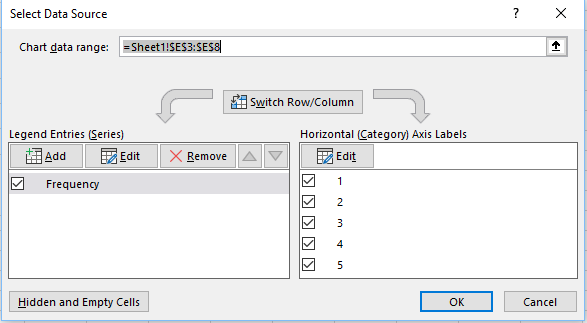 Select Data Source
Chart data range: =Sheet1!$E$3:$E$8
Switch Row/Column
Legend Entries (Series)
Horizontal (Category) Axis Labels
Add Edit Remove
Edit
Frequency
1
2
3
4
5
Hidden and Empty Cells
OK Cancel